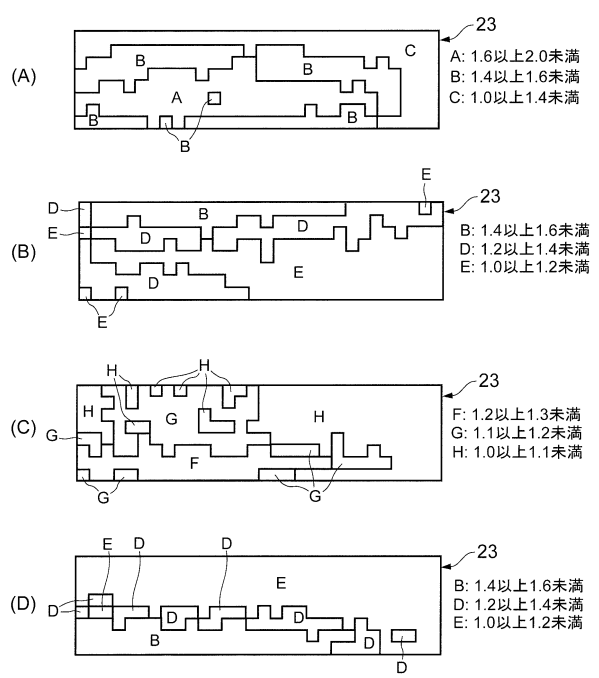 23
(A)
B
C
B
A
B
B
B
A: 1.6以上2.0未満
B: 1.4以上1.6未満
C: 1.0以上1.4未満
E
23
D
B
D
E
D
(B)
E
D
E
B: 1.4以上1.6未満
D: 1.2以上1.4未満
E: 1.0以上1.2未満
H
H
23
H
G
H
G
(C)
F
G
G
F: 1.2以上1.3未満
G: 1.1以上1.2未満
H: 1.0以上1.1未満
E
D
D
23
(D)
E
D
D
D
B
D
D
B: 1.4以上1.6未満
D: 1.2以上1.4未満
E: 1.0以上1.2未満